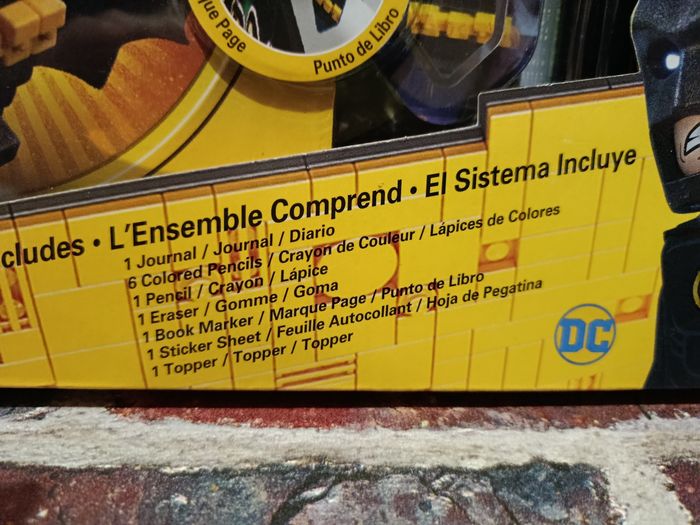 ue Page
Punto de Libro
cludes • L'Ensemble Comprend • El Sistema Incluye
1 Journal / Journal / Diario
6 Colored Pencils / Crayon de Couleur / Lápices de Colores
1 Pencil / Crayon / Lápice
1 Eraser / Gomme / Goma
1 Book Marker / Marque Page / Punto de Libro
1 Sticker Sheet / Feuille Autocollant / Hoja de Pegatina
1 Topper / Topper / Topper
DC